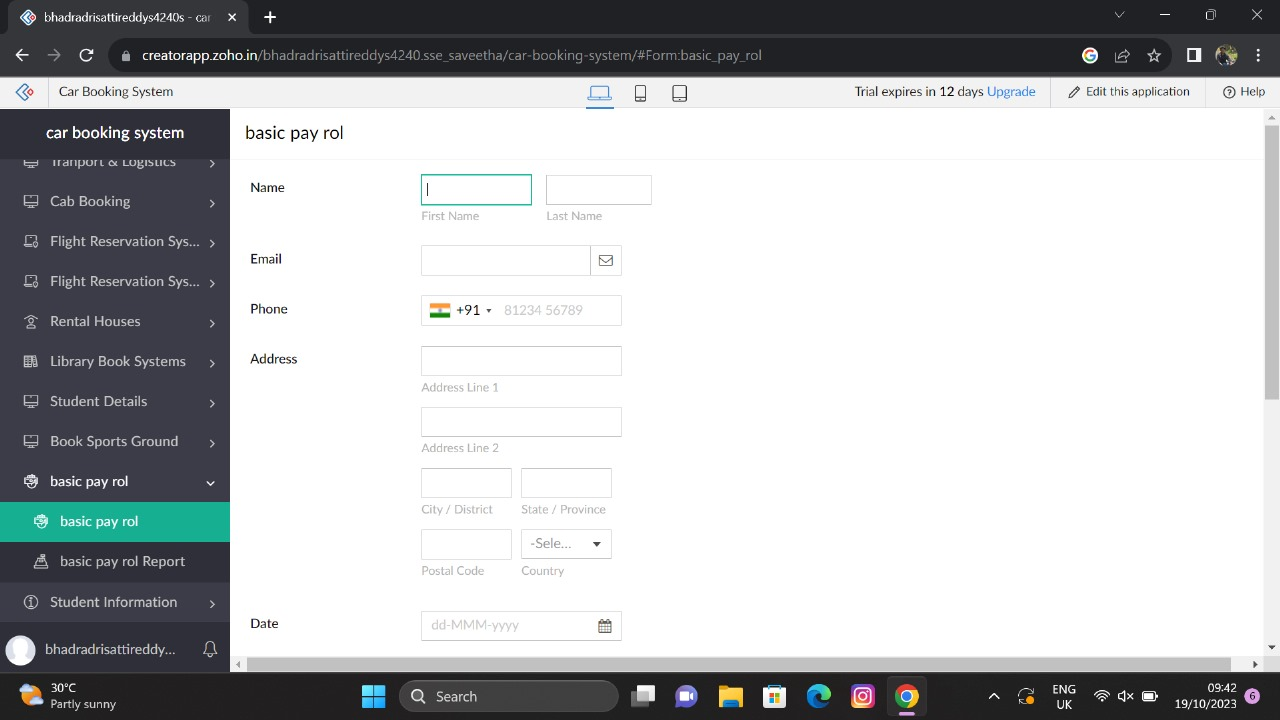 bhadradrisattireddys4240s - car
creatorapp.zoho.in/bhadradrisattireddys4240.sse_saveetha/car-booking-system/#Form:basic_pay_rol
Car Booking System
Trial expires in 12 days Upgrade
Edit this application
Help
car booking system
Tranport & Logistics
Cab Booking
Flight Reservation Sys...
Flight Reservation Sys...
Rental Houses
Library Book Systems
Student Details
Book Sports Ground
basic pay rol
basic pay rol
basic pay rol Report
Student Information
bhadradrisattireddy...
basic pay rol
Name
First Name
Last Name
Email
Phone
+91
81234 56789
Address
Address Line 1
Address Line 2
City / District
State / Province
-Sele...
Postal Code
Country
Date
dd-MMM-yyyy
30°C
Partly sunny
Search
ENG
UK
09:42
19/10/2023
6